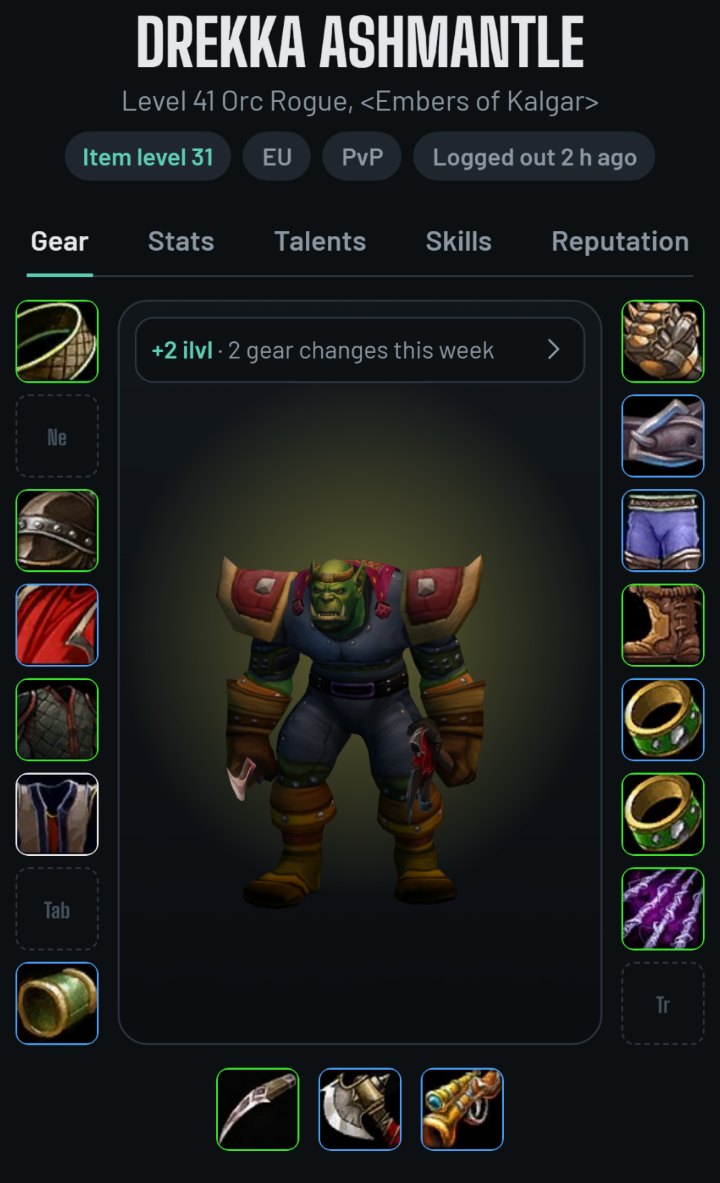 DREKKA ASHMANTLE
Level 41 Orc Rogue, <Embers of Kalgar>
Item level 31 EU PvP Logged out 2 h ago
Gear Stats Talents Skills Reputation
+2 ilvl · 2 gear changes this week
Ne
Tab
Tr